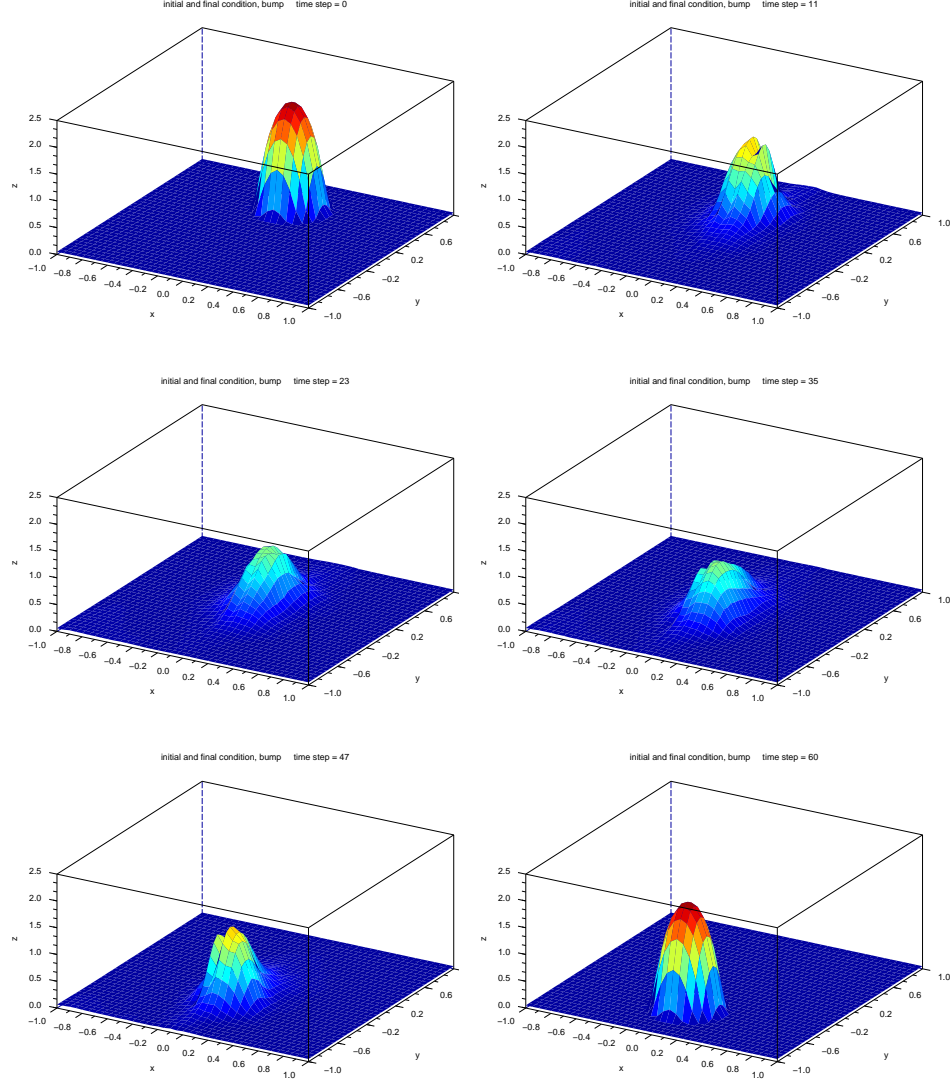 initial and final condition, bump time step = 0
2.5
2.0
1.5
z
1.0
0.5
0.0
−1.0 −0.8 −0.6 −0.4 −0.2 0.0 0.2 0.4 0.6 0.8 1.0
x
−1.0 −0.6 −0.2 0.2 0.6
y
initial and final condition, bump time step = 11
2.5
2.0
1.5
z
1.0
0.5
0.0
−1.0 −0.8 −0.6 −0.4 −0.2 0.0 0.2 0.4 0.6 0.8 1.0
x
−1.0 −0.6 −0.2 0.2 0.6 1.0
y
initial and final condition, bump time step = 23
2.5
2.0
1.5
z
1.0
0.5
0.0
−1.0 −0.8 −0.6 −0.4 −0.2 0.0 0.2 0.4 0.6 0.8 1.0
x
−1.0 −0.6 −0.2 0.2 0.6
y
initial and final condition, bump time step = 35
2.5
2.0
1.5
z
1.0
0.5
0.0
−1.0 −0.8 −0.6 −0.4 −0.2 0.0 0.2 0.4 0.6 0.8 1.0
x
−1.0 −0.6 −0.2 0.2 0.6 1.0
y
initial and final condition, bump time step = 47
2.5
2.0
1.5
z
1.0
0.5
0.0
−1.0 −0.8 −0.6 −0.4 −0.2 0.0 0.2 0.4 0.6 0.8 1.0
x
−1.0 −0.6 −0.2 0.2 0.6
y
initial and final condition, bump time step = 60
2.5
2.0
1.5
z
1.0
0.5
0.0
−1.0 −0.8 −0.6 −0.4 −0.2 0.0 0.2 0.4 0.6 0.8 1.0
x
−1.0 −0.6 −0.2 0.2 0.6 1.0
y